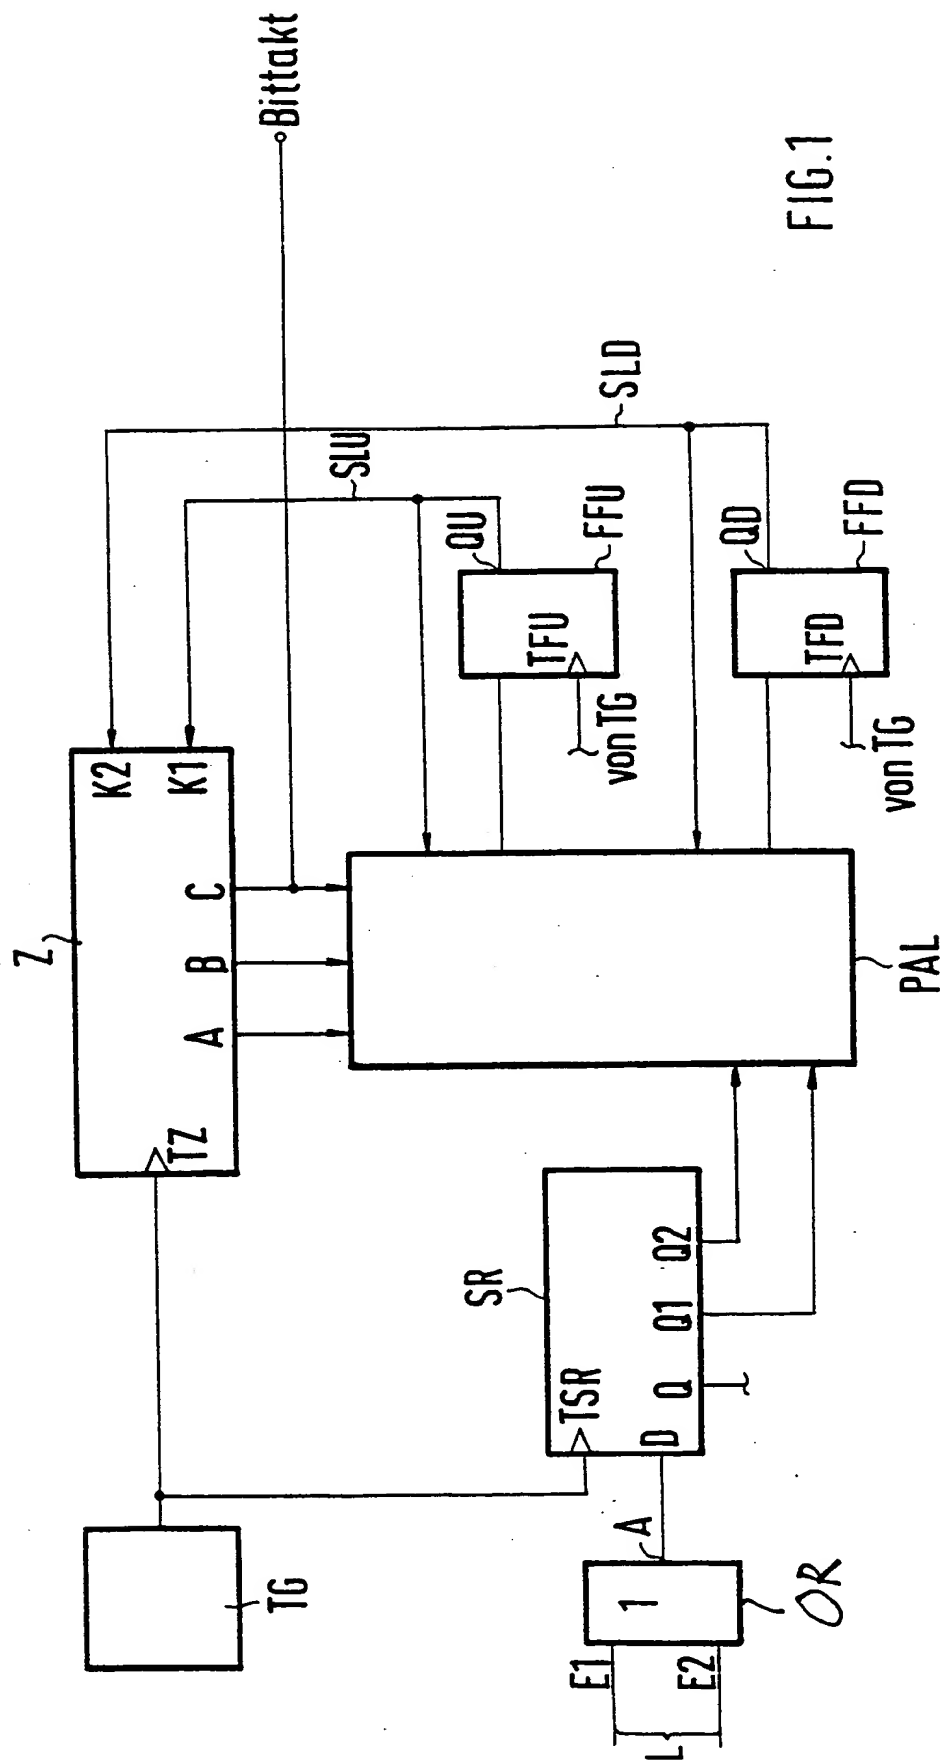 Bittakt
FIG.1
SLD
SLU
QU
FFU
QD
FFD
TFU
TFD
von TG
von TG
K2
K1
Z
C
B
A
TZ
PAL
SR
Q2
Q1
Q
TSR
D
TG
A
1
OR
E1
E2
L